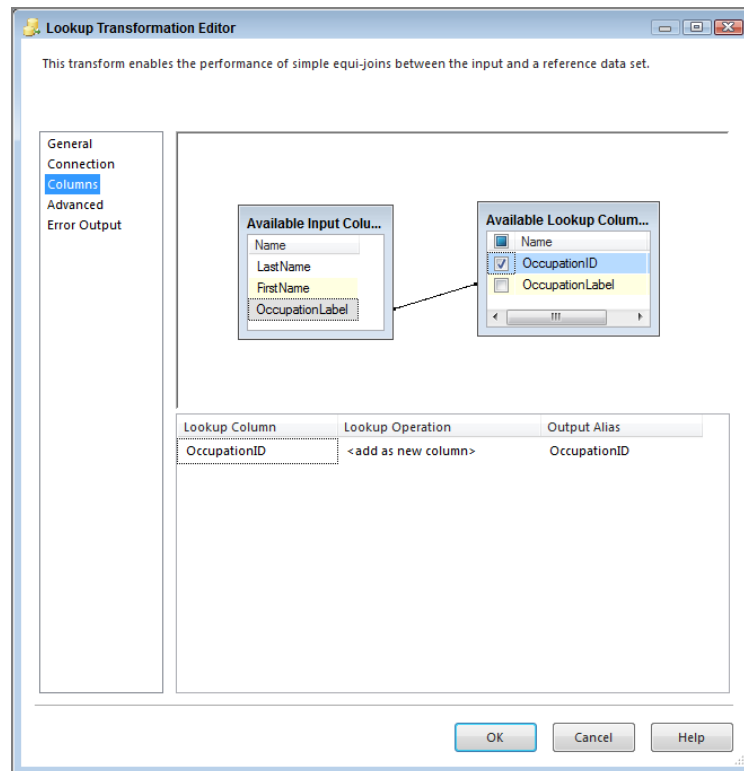 Lookup Transformation Editor
This transform enables the performance of simple equi-joins between the input and a reference data set.
General
Connection
Columns
Advanced
Error Output
Available Input Colu...
Name
LastName
FirstName
OccupationLabel
Available Lookup Colum...
Name
OccupationID
OccupationLabel
Lookup Column Lookup Operation Output Alias
OccupationID <add as new column> OccupationID
OK Cancel Help